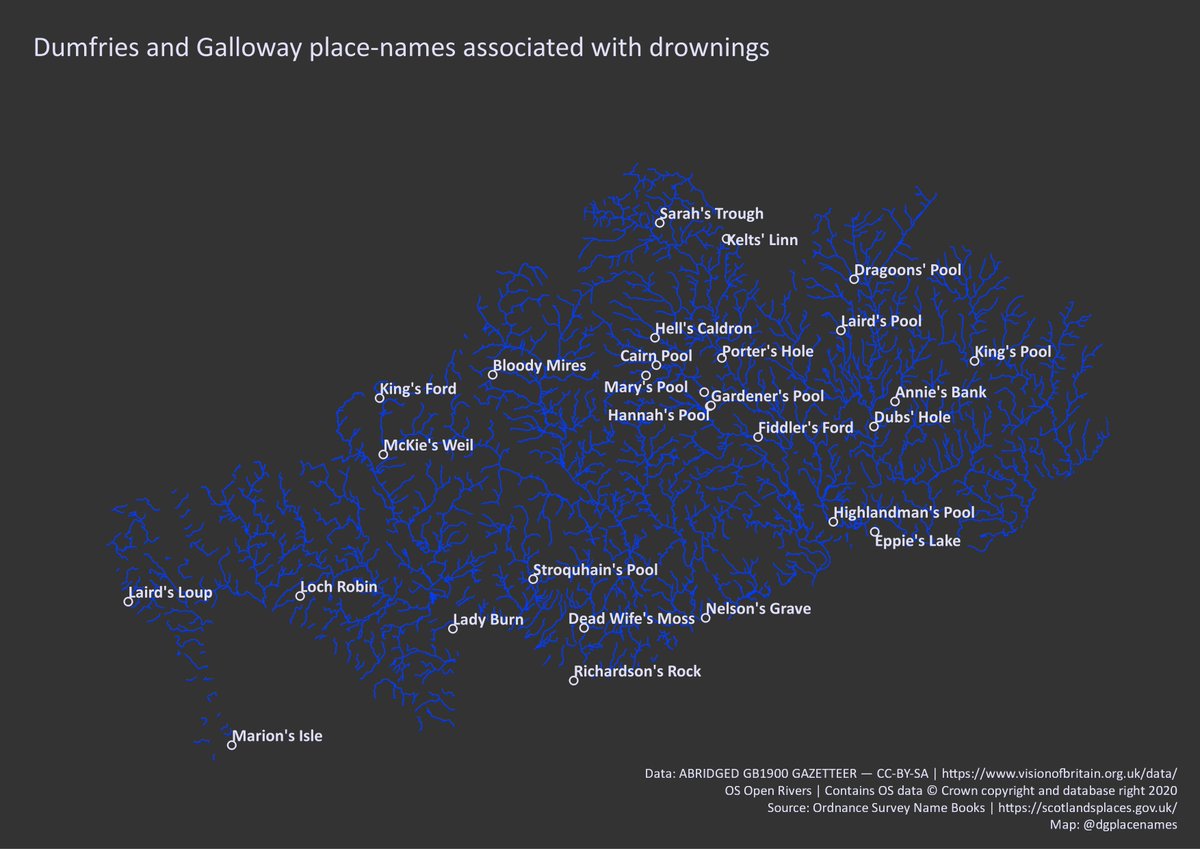 Dumfries and Galloway place-names associated with drownings
Sarah's Trough
Kelts' Linn
Dragoons' Pool
Laird's Pool
Hell's Caldron
Porter's Hole
King's Pool
Cairn Pool
Bloody Mires
Mary's Pool
King's Ford
Annie's Bank
Gardener's Pool
Hannah's Pool
Dubs' Hole
Fiddler's Ford
McKie's Weil
Highlandman's Pool
Eppie's Lake
Stroquhain's Pool
Loch Robin
Laird's Loup
Nelson's Grave
Lady Burn
Dead Wife's Moss
Richardson's Rock
Marion's Isle
Data: ABRIDGED GB1900 GAZETTEER — CC-BY-SA | https://www.visionofbritain.org.uk/data/
OS Open Rivers | Contains OS data © Crown copyright and database right 2020
Source: Ordnance Survey Name Books | https://scotlandsplaces.gov.uk/
Map: @dgplacenames